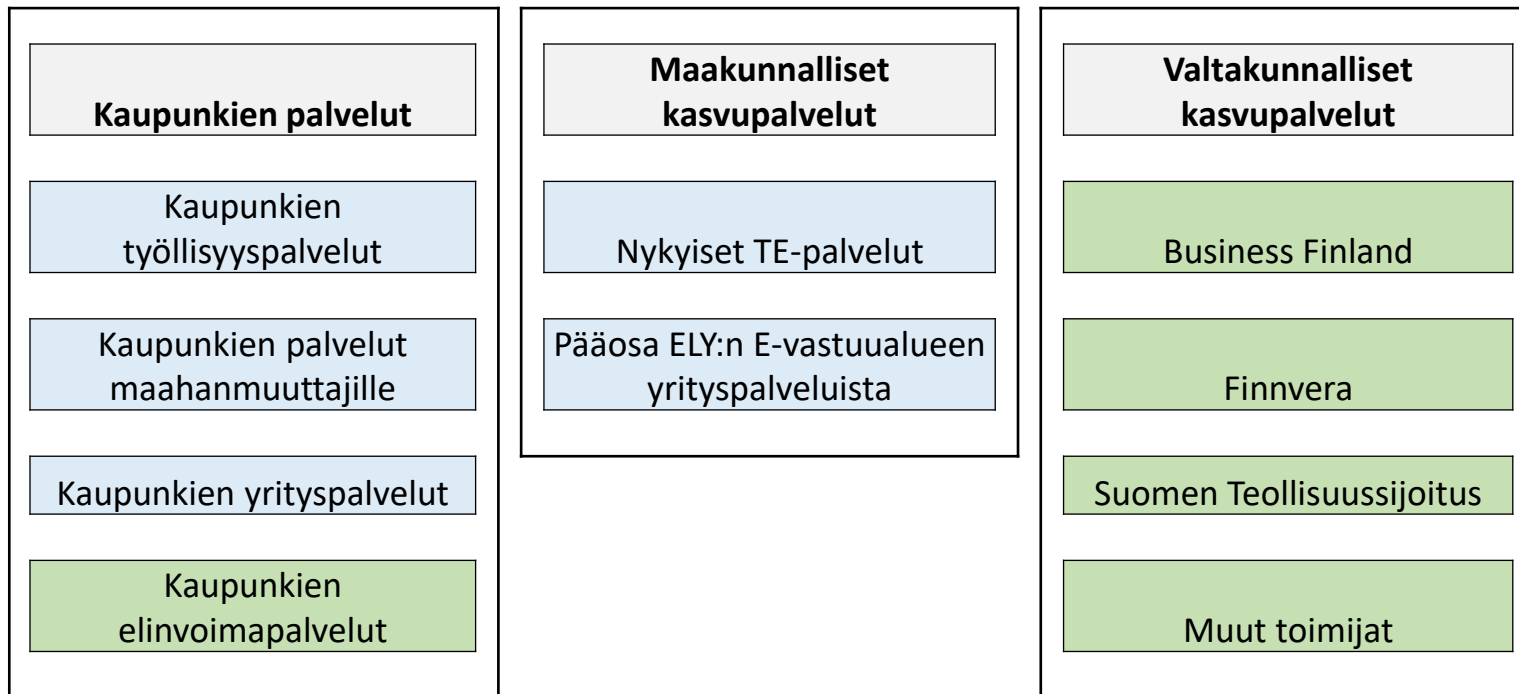 Kaupunkien palvelut
Kaupunkien
työllisyyspalvelut
Kaupunkien palvelut
maahanmuuttajille
Kaupunkien yrityspalvelut
Kaupunkien
elinvoimapalvelut
Maakunnalliset
kasvupalvelut
Nykyiset TE-palvelut
Pääosa ELY:n E-vastuualueen
yrityspalveluista
Valtakunnalliset
kasvupalvelut
Business Finland
Finnvera
Suomen Teollisuussijoitus
Muut toimijat